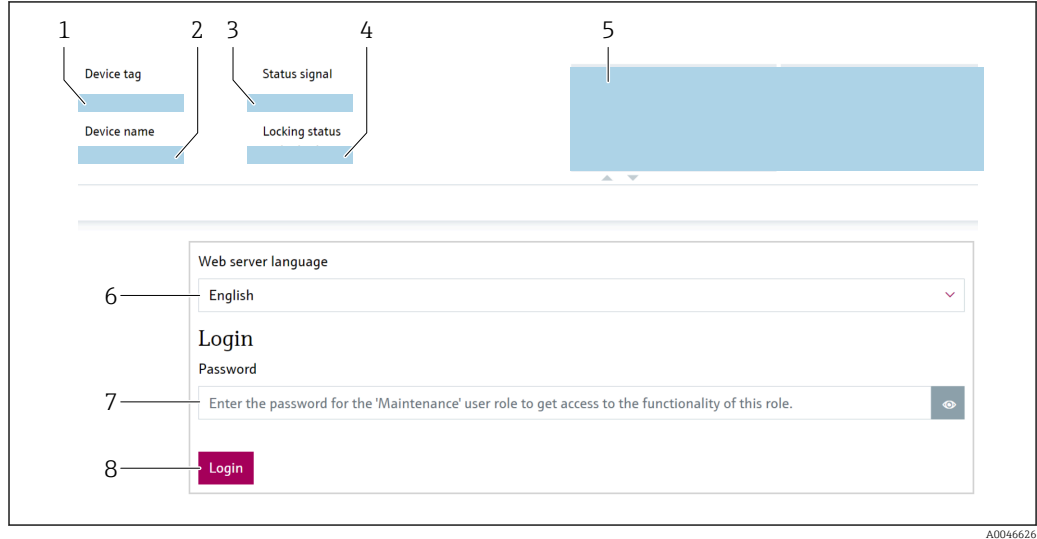 1 2 3 4 5
Device tag Status signal
Device name Locking status
Web server language
6 English
Login
Password
7 Enter the password for the 'Maintenance' user role to get access to the functionality of this role.
8 Login
A0046626